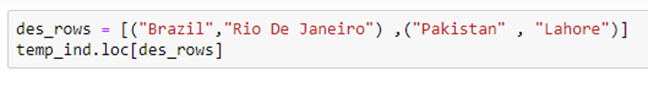 des_rows = [("Brazil","Rio De Janeiro") ,("Pakistan" , "Lahore")]
temp_ind.loc[des_rows]